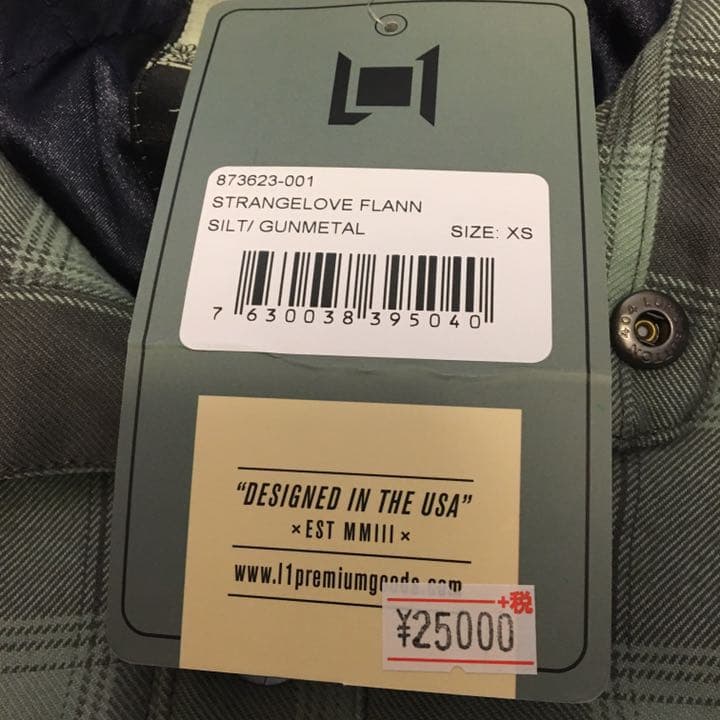 873623-001
STRANGELOVE FLANN
SILT/ GUNMETAL SIZE: XS
7 630038 395040
"DESIGNED IN THE USA"
×EST MMIII×
www.l1premiumgoods.com
+税
¥25000